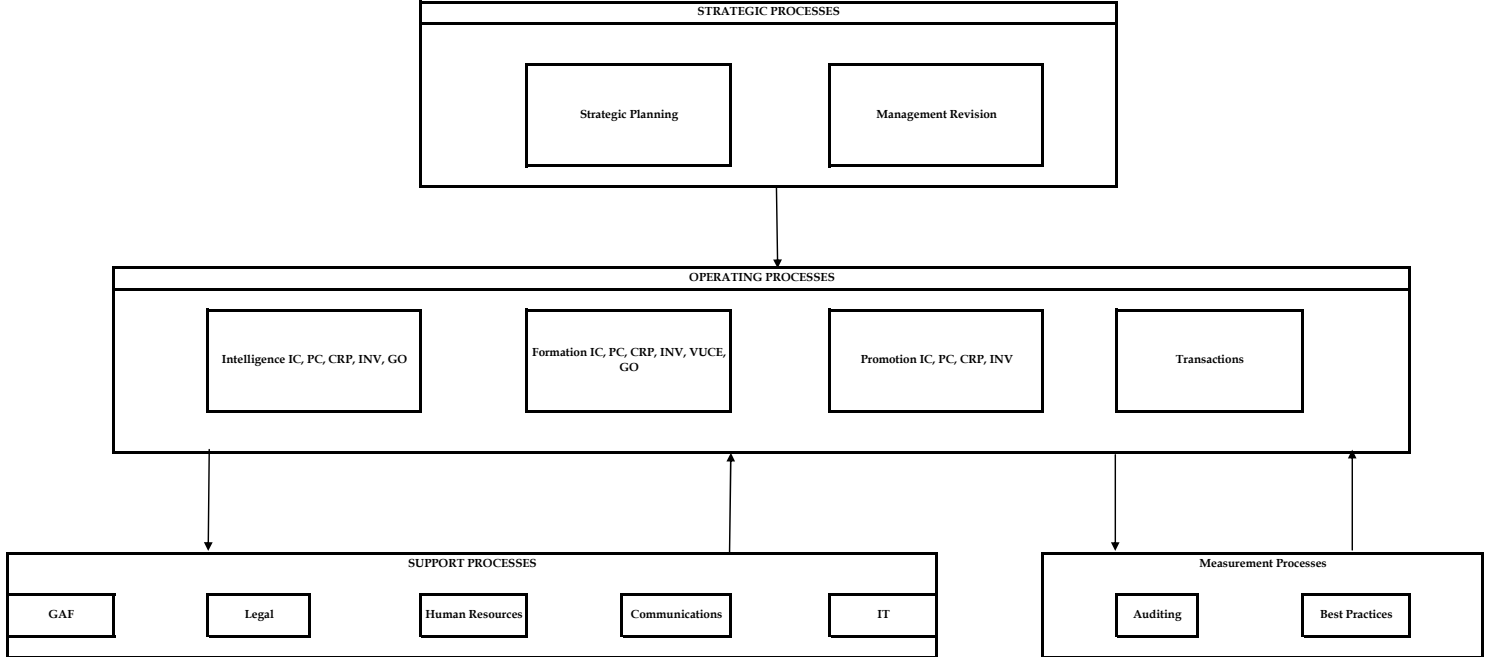 STRATEGIC PROCESSES
Strategic Planning
Management Revision
OPERATING PROCESSES
Intelligence IC, PC, CRP, INV, GO
Formation IC, PC, CRP, INV, VUCE,
GO
Promotion IC, PC, CRP, INV
Transactions
SUPPORT PROCESSES
GAF
Legal
Human Resources
Communications
IT
Measurement Processes
Auditing
Best Practices